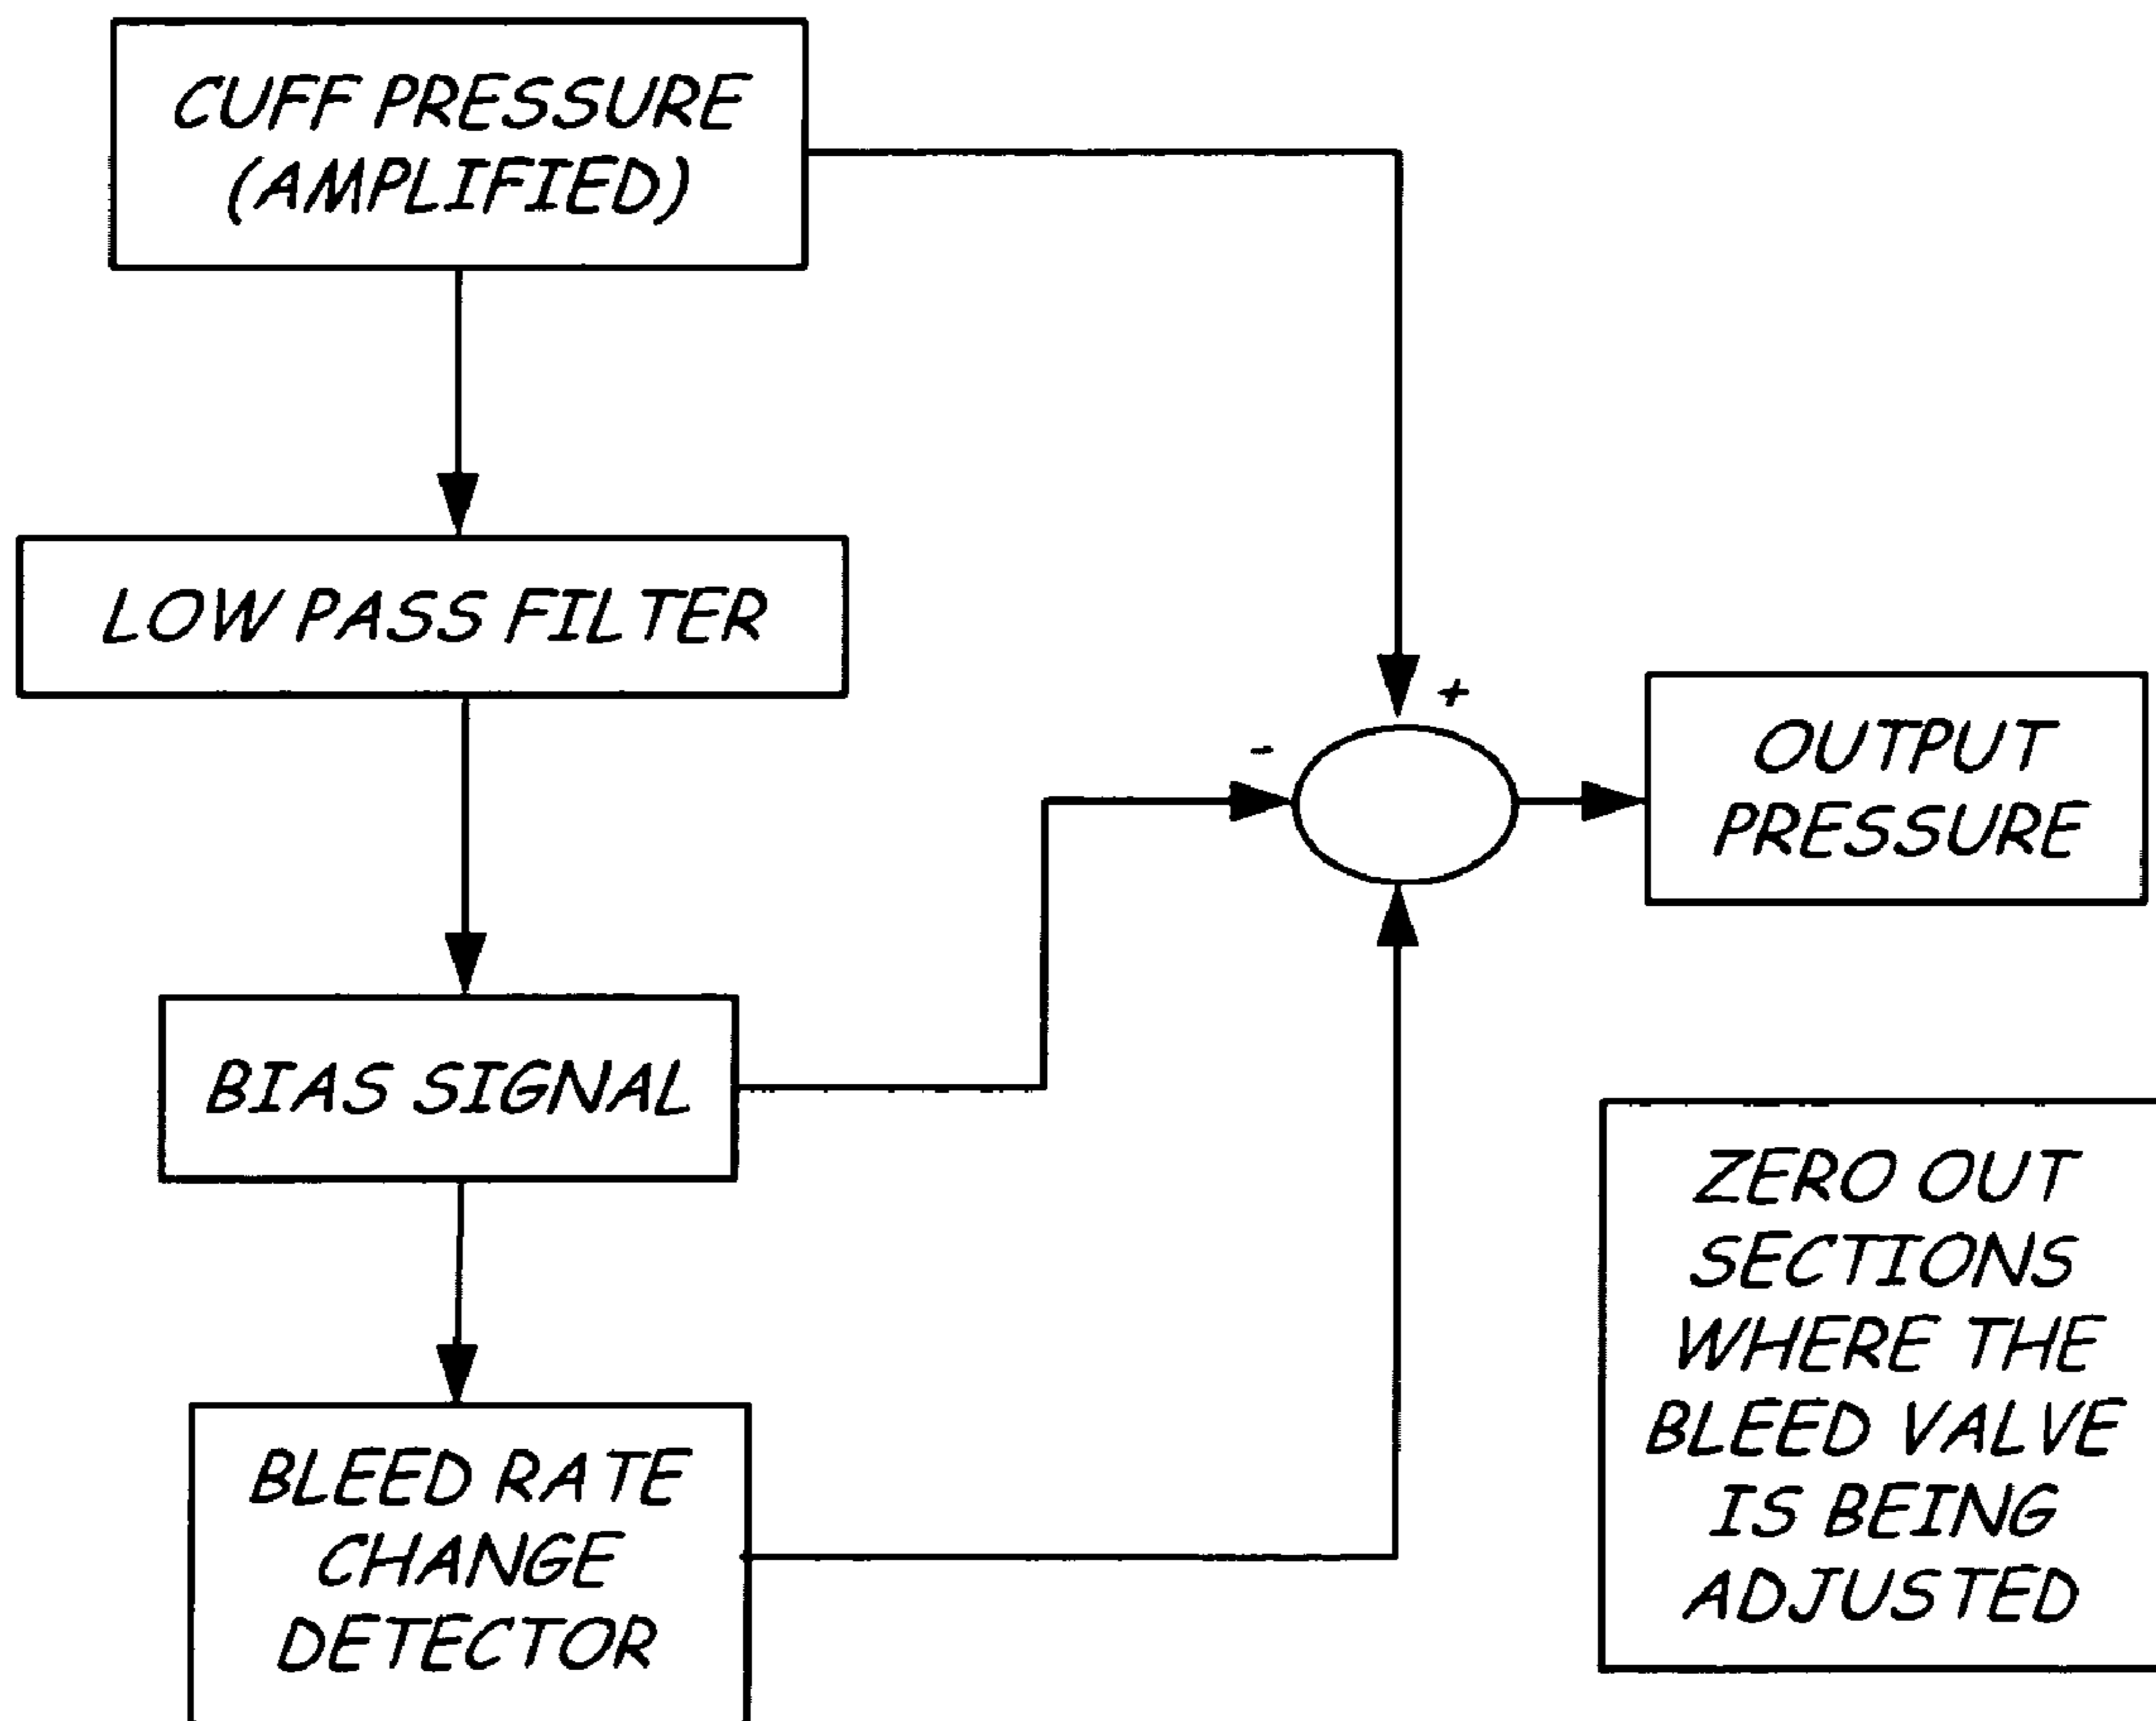 CUFF PRESSURE
(AMPLIFIED)
LOW PASS FILTER
+
-
OUTPUT
PRESSURE
BIAS SIGNAL
ZERO OUT
SECTIONS
WHERE THE
BLEED VALVE
IS BEING
ADJUSTED
BLEED RATE
CHANGE
DETECTOR